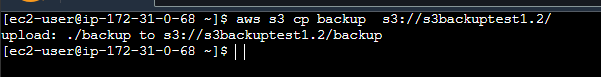 [ec2-user@ip-172-31-0-68 ~]$ aws s3 cp backup  s3://s3backuptest1.2/
upload: ./backup to s3://s3backuptest1.2/backup
[ec2-user@ip-172-31-0-68 ~]$